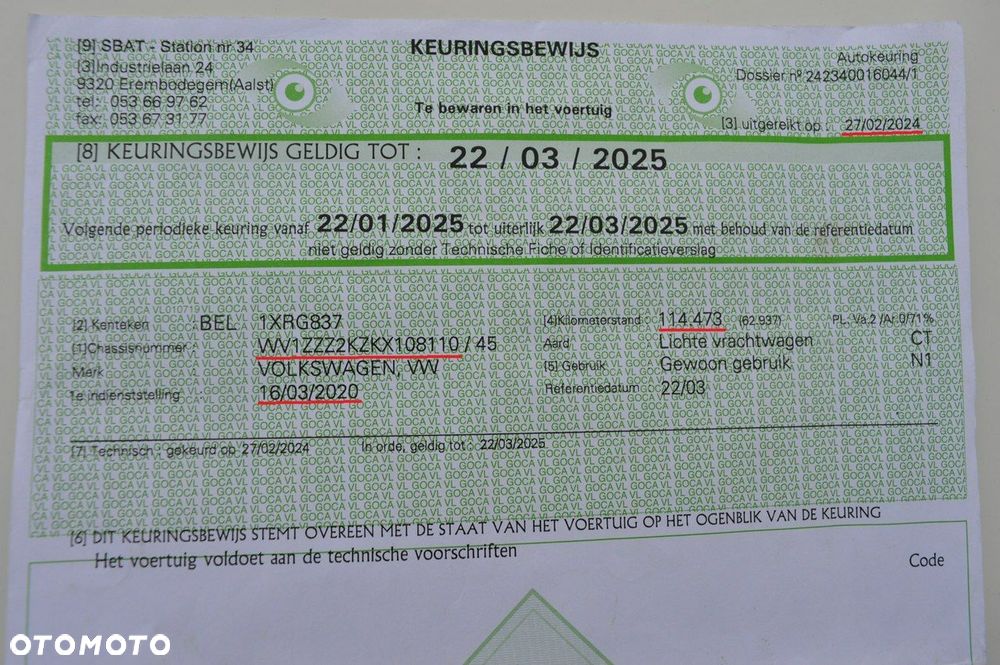 [9] SBAT - Station nr 34
KEURINGSBEWIJS
Autokeuring
[3]Industrielaan 24
Dossier nº 242340016044/1
9320 Erembodegem(Aalst)
tel: 053 66 97 62
Te bewaren in het voertuig
fax: 053 67 31 77
[3] uitgereikt op : 27/02/2024
[8] KEURINGSBEWIJS GELDIG TOT : 22 / 03 / 2025
Volgende periodieke keuring vanaf 22/01/2025 tot uiterlijk 22/03/2025 met behoud van de referentiedatum
niet geldig zonder Technische Fiche of Identificatieverslag
[2] Kenteken : BEL 1XRG837
[4]Kilometerstand : 114 473 (62.937) PL.-Va.2 /Ar.0/71%
[1]Chassisnummer : WV1ZZZ2KZKX108110 / 45
Aard Lichte vrachtwagen CT
Merk VOLKSWAGEN, VW
[5] Gebruik Gewoon gebruik N1
1e indienststelling 16/03/2020
Referentiedatum 22/03
[7] Technisch : gekeurd op 27/02/2024 In orde, geldig tot : 22/03/2025
[6] DIT KEURINGSBEWIJS STEMT OVEREEN MET DE STAAT VAN HET VOERTUIG OP HET OGENBLIK VAN DE KEURING
Het voertuig voldoet aan de technische voorschriften
Code
OTOMOTO